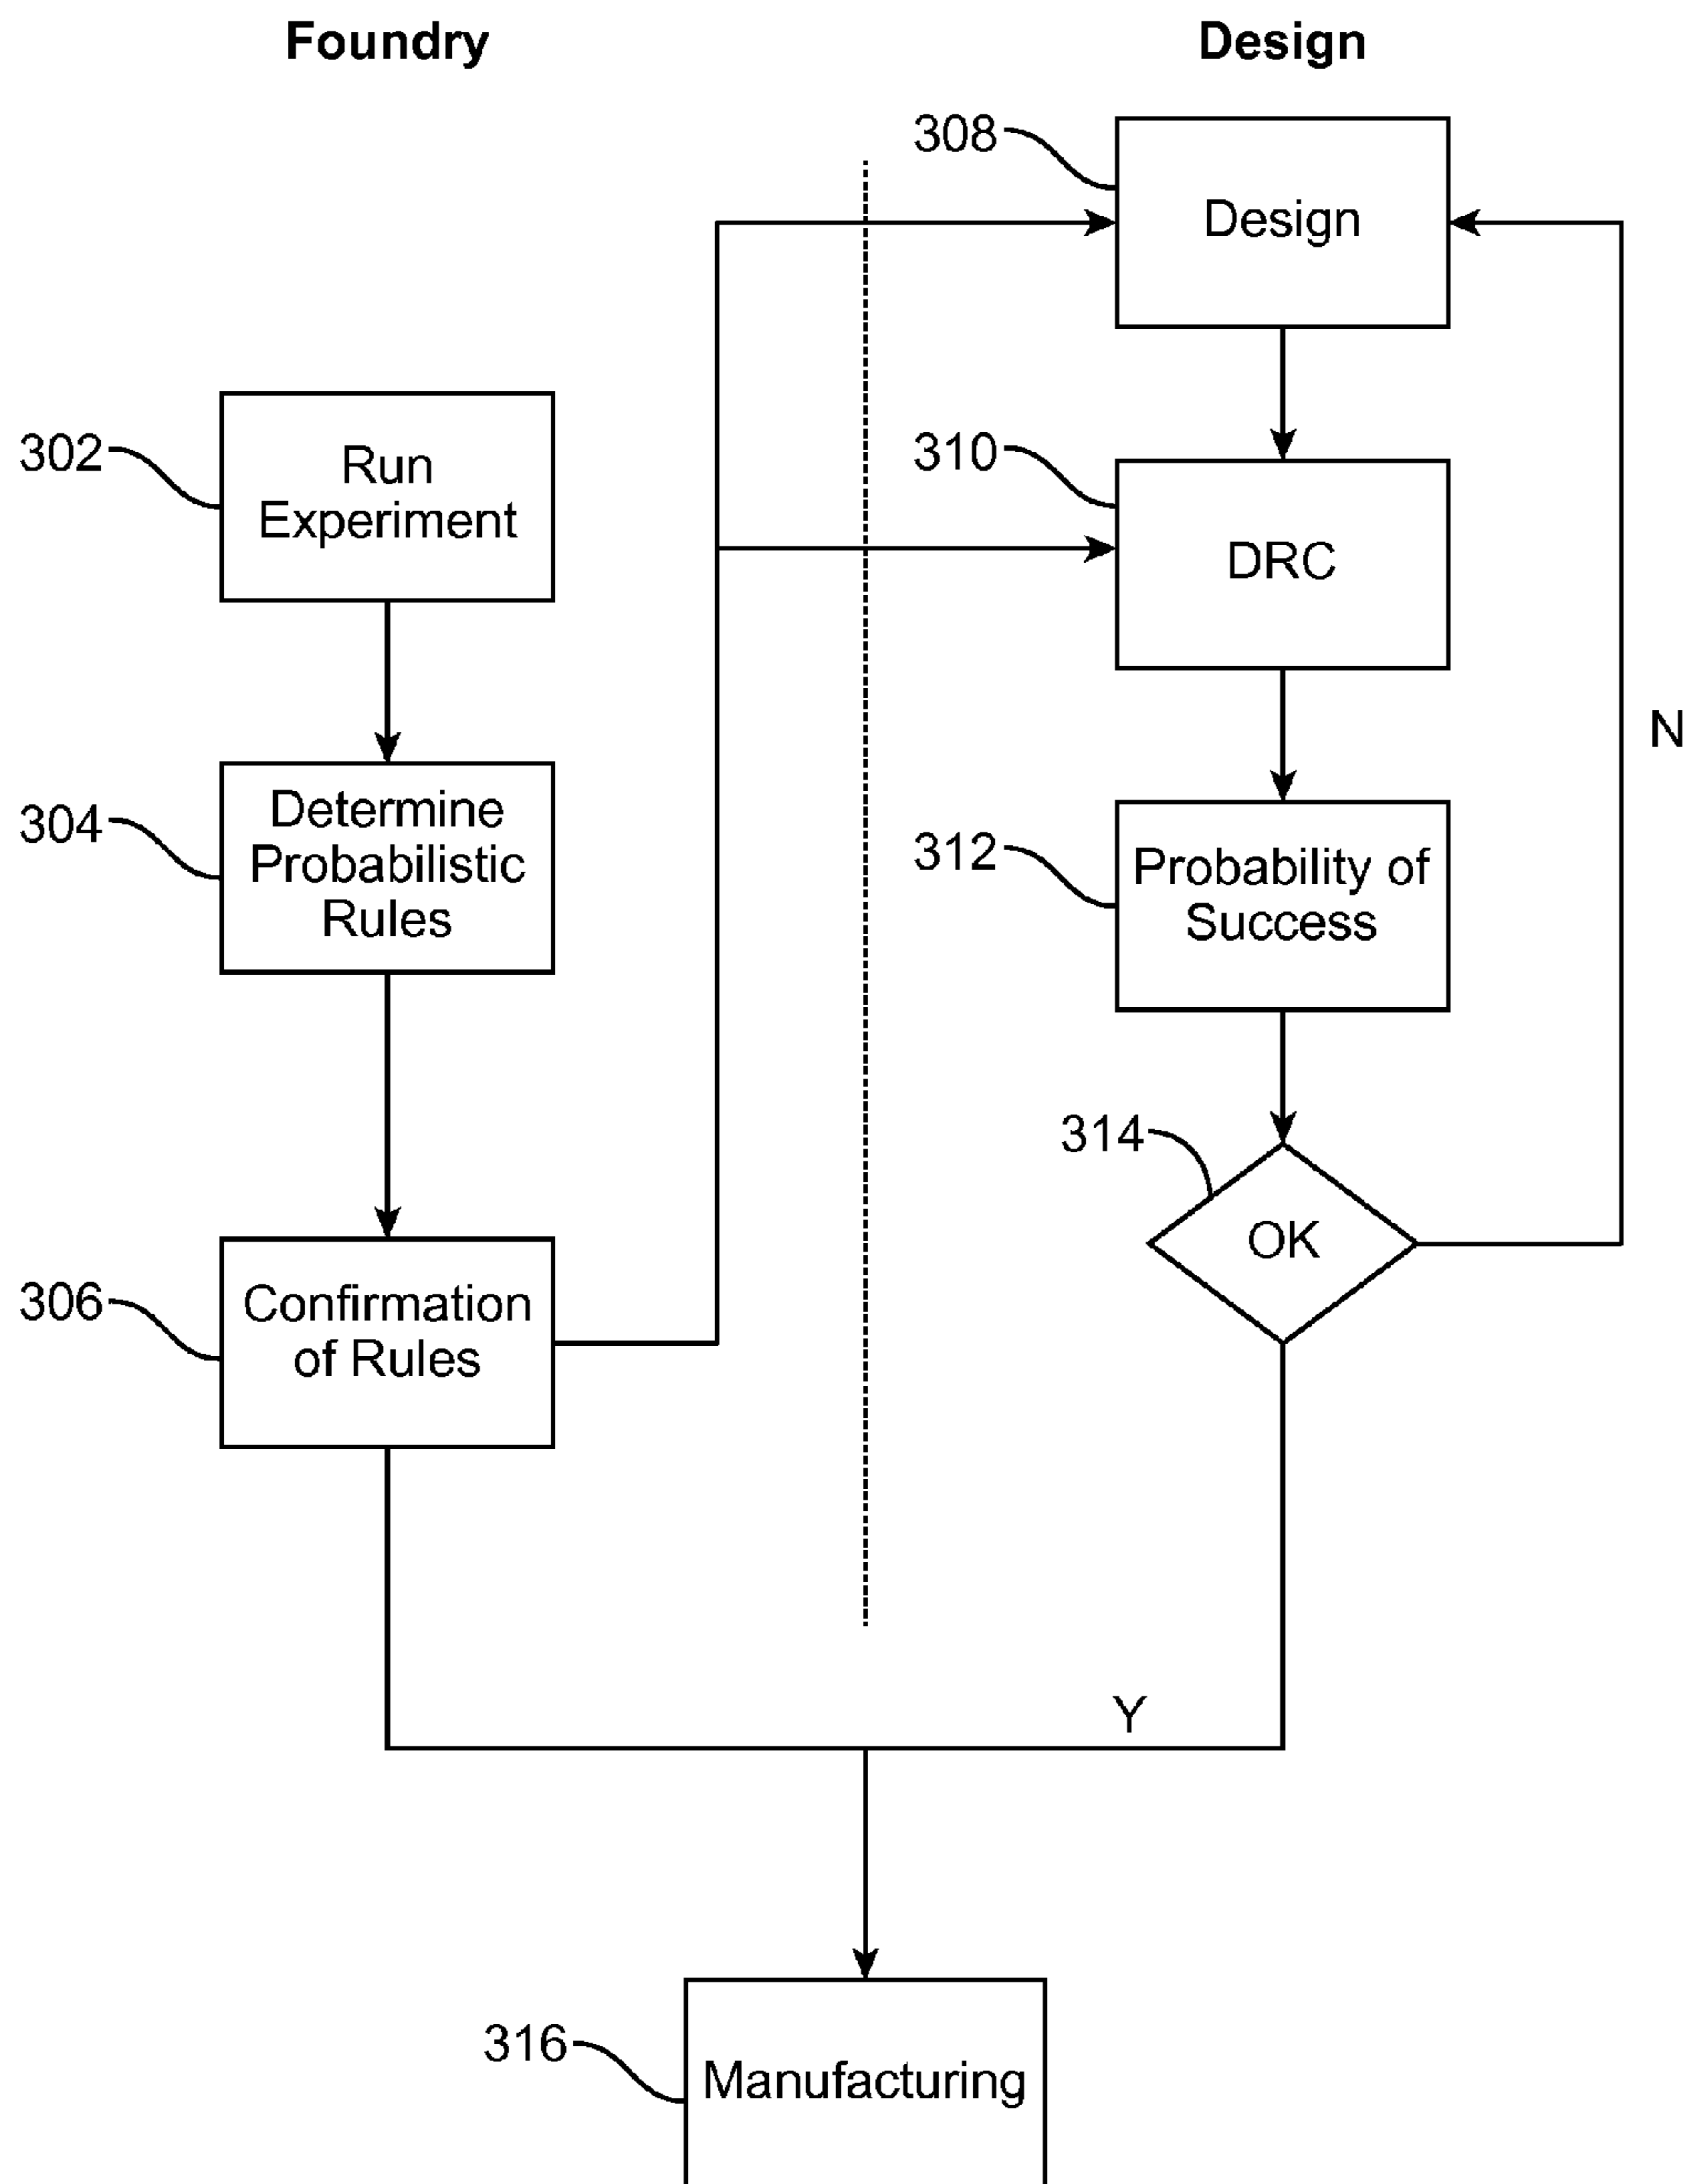 Foundry
Design
308
Design
302
Run
Experiment
310
DRC
N
304
Determine
Probabilistic
Rules
312
Probability of
Success
314
OK
306
Confirmation
of Rules
Y
316
Manufacturing